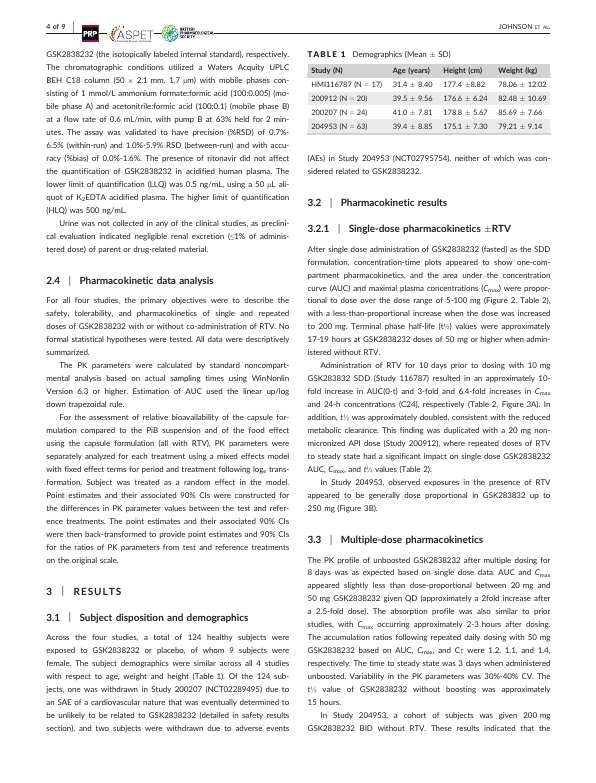 4 of 9
PRP
ASPET
BRITISH
PHARMACOLOGICAL
SOCIETY
JOHNSON ET AL.
GSK2838232 (the isotopically labeled internal standard), respectively.
The chromatographic conditions utilized a Waters Acquity UPLC
BEH C18 column (50 × 2.1 mm, 1.7 μm) with mobile phases con-
sisting of 1 mmol/L ammonium formate:formic acid (100:0.005) (mo-
bile phase A) and acetonitrile:formic acid (100:0.1) (mobile phase B)
at a flow rate of 0.6 mL/min, with pump B at 63% held for 2 min-
utes. The assay was validated to have precision (%RSD) of 0.7%-
6.5% (within-run) and 1.0%-5.9% RSD (between-run) and with accu-
racy (%bias) of 0.0%-1.6%. The presence of ritonavir did not affect
the quantification of GSK2838232 in acidified human plasma. The
lower limit of quantification (LLQ) was 0.5 ng/mL, using a 50 μL ali-
quot of K₂EDTA acidified plasma. The higher limit of quantification
(HLQ) was 500 ng/mL.
Urine was not collected in any of the clinical studies, as preclini-
cal evaluation indicated negligible renal excretion (≤1% of adminis-
tered dose) of parent or drug-related material.
2.4 | Pharmacokinetic data analysis
For all four studies, the primary objectives were to describe the
safety, tolerability, and pharmacokinetics of single and repeated
doses of GSK2838232 with or without co-administration of RTV. No
formal statistical hypotheses were tested. All data were descriptively
summarized.
The PK parameters were calculated by standard noncompart-
mental analysis based on actual sampling times using WinNonlin
Version 6.3 or higher. Estimation of AUC used the linear up/log
down trapezoidal rule.
For the assessment of relative bioavailability of the capsule for-
mulation compared to the PiB suspension and of the food effect
using the capsule formulation (all with RTV), PK parameters were
separately analyzed for each treatment using a mixed effects model
with fixed effect terms for period and treatment following logₑ trans-
formation. Subject was treated as a random effect in the model.
Point estimates and their associated 90% CIs were constructed for
the differences in PK parameter values between the test and refer-
ence treatments. The point estimates and their associated 90% CIs
were then back-transformed to provide point estimates and 90% CIs
for the ratios of PK parameters from test and reference treatments
on the original scale.
3 | RESULTS
3.1 | Subject disposition and demographics
Across the four studies, a total of 124 healthy subjects were
exposed to GSK2838232 or placebo, of whom 9 subjects were
female. The subject demographics were similar across all 4 studies
with respect to age, weight and height (Table 1). Of the 124 sub-
jects, one was withdrawn in Study 200207 (NCT02289495) due to
an SAE of a cardiovascular nature that was eventually determined to
be unlikely to be related to GSK2838232 (detailed in safety results
section), and two subjects were withdrawn due to adverse events
TABLE 1 Demographics (Mean ± SD)
Study (N) Age (years) Height (cm) Weight (kg)
HMI116787 (N = 17) 31.4 ± 8.40 177.4 ±8.82 78.06 ± 12.02
200912 (N = 20) 39.5 ± 9.56 176.6 ± 6.24 82.48 ± 10.69
200207 (N = 24) 41.0 ± 7.81 178.8 ± 5.67 85.69 ± 7.66
204953 (N = 63) 39.4 ± 8.85 175.1 ± 7.30 79.21 ± 9.14
(AEs) in Study 204953 (NCT02795754), neither of which was con-
sidered related to GSK2838232.
3.2 | Pharmacokinetic results
3.2.1 | Single-dose pharmacokinetics ±RTV
After single dose administration of GSK2838232 (fasted) as the SDD
formulation, concentration-time plots appeared to show one-com-
partment pharmacokinetics, and the area under the concentration
curve (AUC) and maximal plasma concentrations (Cmax) were propor-
tional to dose over the dose range of 5-100 mg (Figure 2, Table 2),
with a less-than-proportional increase when the dose was increased
to 200 mg. Terminal phase half-life (t½) values were approximately
17-19 hours at GSK2838232 doses of 50 mg or higher when admin-
istered without RTV.
Administration of RTV for 10 days prior to dosing with 10 mg
GSK283832 SDD (Study 116787) resulted in an approximately 10-
fold increase in AUC(0-t) and 3-fold and 6.4-fold increases in Cmax
and 24-h concentrations (C24), respectively (Table 2, Figure 3A). In
addition, t½ was approximately doubled, consistent with the reduced
metabolic clearance. This finding was duplicated with a 20 mg non-
micronized API dose (Study 200912), where repeated doses of RTV
to steady state had a significant impact on single dose GSK2838232
AUC, Cmax, and t½ values (Table 2).
In Study 204953, observed exposures in the presence of RTV
appeared to be generally dose proportional in GSK283832 up to
250 mg (Figure 3B).
3.3 | Multiple-dose pharmacokinetics
The PK profile of unboosted GSK2838232 after multiple dosing for
8 days was as expected based on single dose data. AUC and Cmax
appeared slightly less than dose-proportional between 20 mg and
50 mg GSK2838232 given QD (approximately a 2fold increase after
a 2.5-fold dose). The absorption profile was also similar to prior
studies, with Cmax occurring approximately 2-3 hours after dosing.
The accumulation ratios following repeated daily dosing with 50 mg
GSK2838232 based on AUC, Cmax, and Cτ were 1.2, 1.1, and 1.4,
respectively. The time to steady state was 3 days when administered
unboosted. Variability in the PK parameters was 30%-40% CV. The
t½ value of GSK2838232 without boosting was approximately
15 hours.
In Study 204953, a cohort of subjects was given 200 mg
GSK2838232 BID without RTV. These results indicated that the